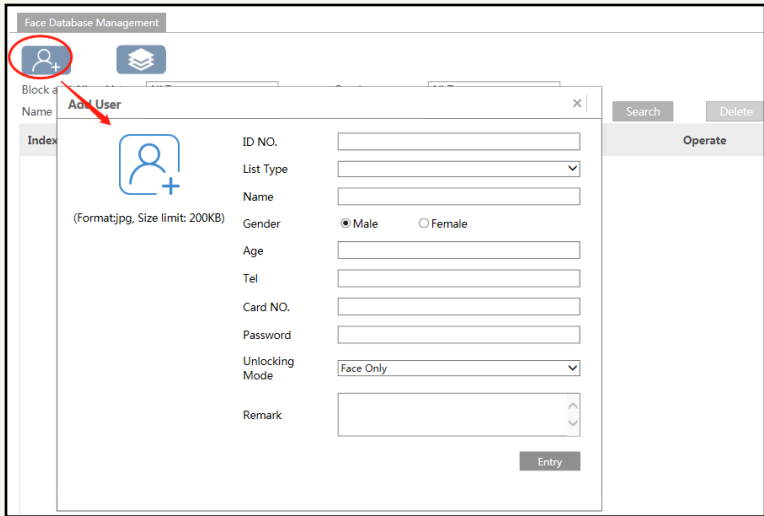 Face Database Management
Block a
Name
Search
Delete
Index
Operate
Add User
×
(Format:jpg, Size limit: 200KB)
ID NO.
List Type
Name
Gender
Male
Female
Age
Tel
Card NO.
Password
Unlocking
Mode
Face Only
Remark
Entry